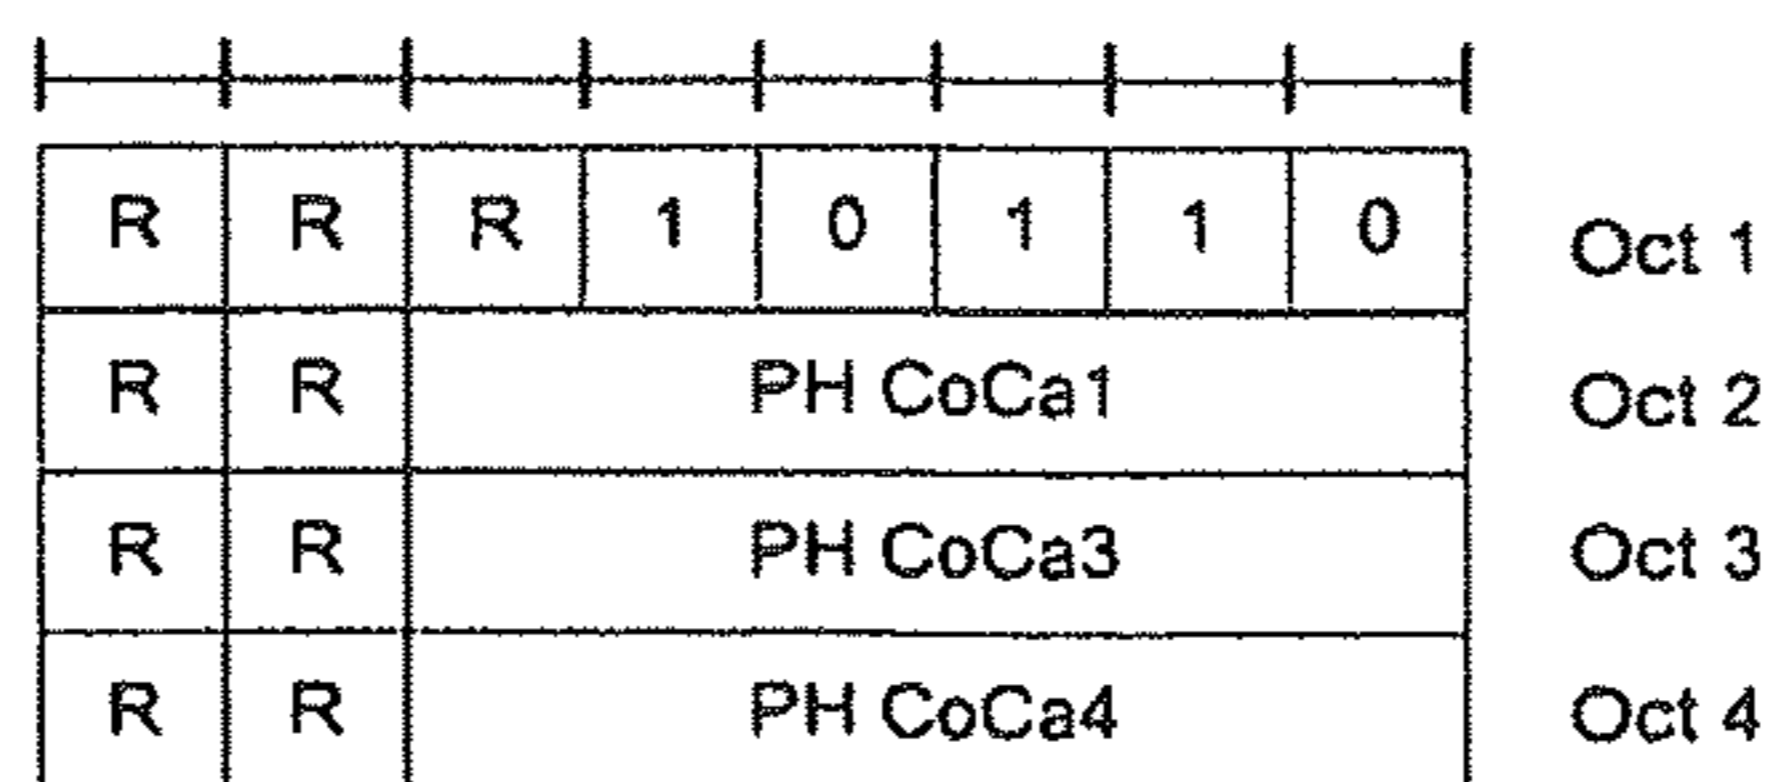 R R R 1 0 1 1 0 Oct 1
R R PH CoCa1 Oct 2
R R PH CoCa3 Oct 3
R R PH CoCa4 Oct 4